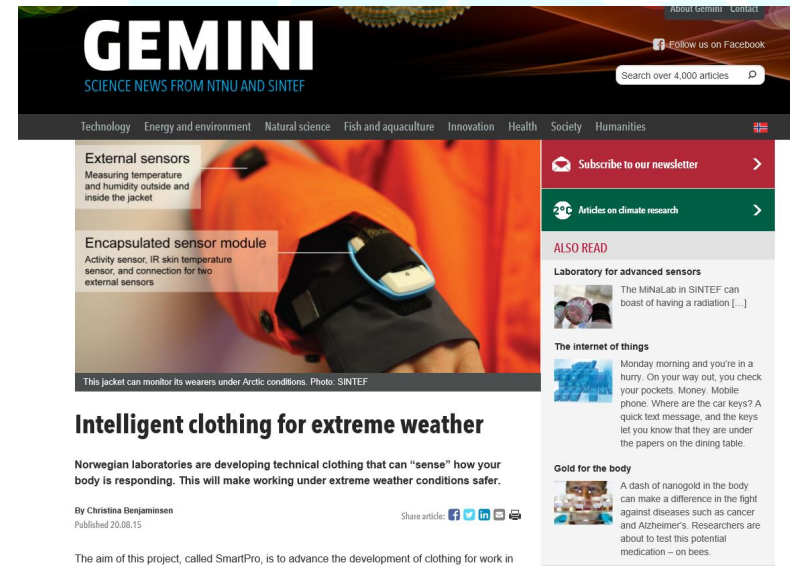 About Gemini Contact
GEMINI
SCIENCE NEWS FROM NTNU AND SINTEF
Follow us on Facebook
Search over 4,000 articles
Technology Energy and environment Natural science Fish and aquaculture Innovation Health Society Humanities
External sensors
Measuring temperature
and humidity outside and
inside the jacket
Encapsulated sensor module
Activity sensor, IR skin temperature
sensor, and connection for two
external sensors
This jacket can monitor its wearers under Arctic conditions. Photo: SINTEF
Intelligent clothing for extreme weather
Norwegian laboratories are developing technical clothing that can “sense” how your
body is responding. This will make working under extreme weather conditions safer.
By Christina Benjaminsen
Published 20.08.15
Share article:
The aim of this project, called SmartPro, is to advance the development of clothing for work in
Subscribe to our newsletter
2°C Articles on climate research
ALSO READ
Laboratory for advanced sensors
The MiNaLab in SINTEF can
boast of having a radiation [...]
The internet of things
Monday morning and you're in a
hurry. On your way out, you check
your pockets. Money. Mobile
phone. Where are the car keys? A
quick text message, and the keys
let you know that they are under
the papers on the dining table.
Gold for the body
A dash of nanogold in the body
can make a difference in the fight
against diseases such as cancer
and Alzheimer's. Researchers are
about to test this potential
medication – on bees.